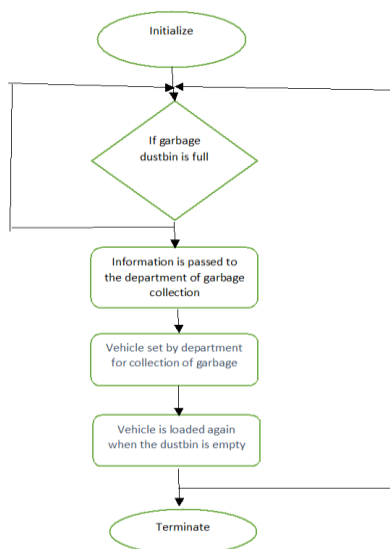 Initialize
If garbage
dustbin is full
Information is passed to
the department of garbage
collection
Vehicle set by department
for collection of garbage
Vehicle is loaded again
when the dustbin is empty
Terminate